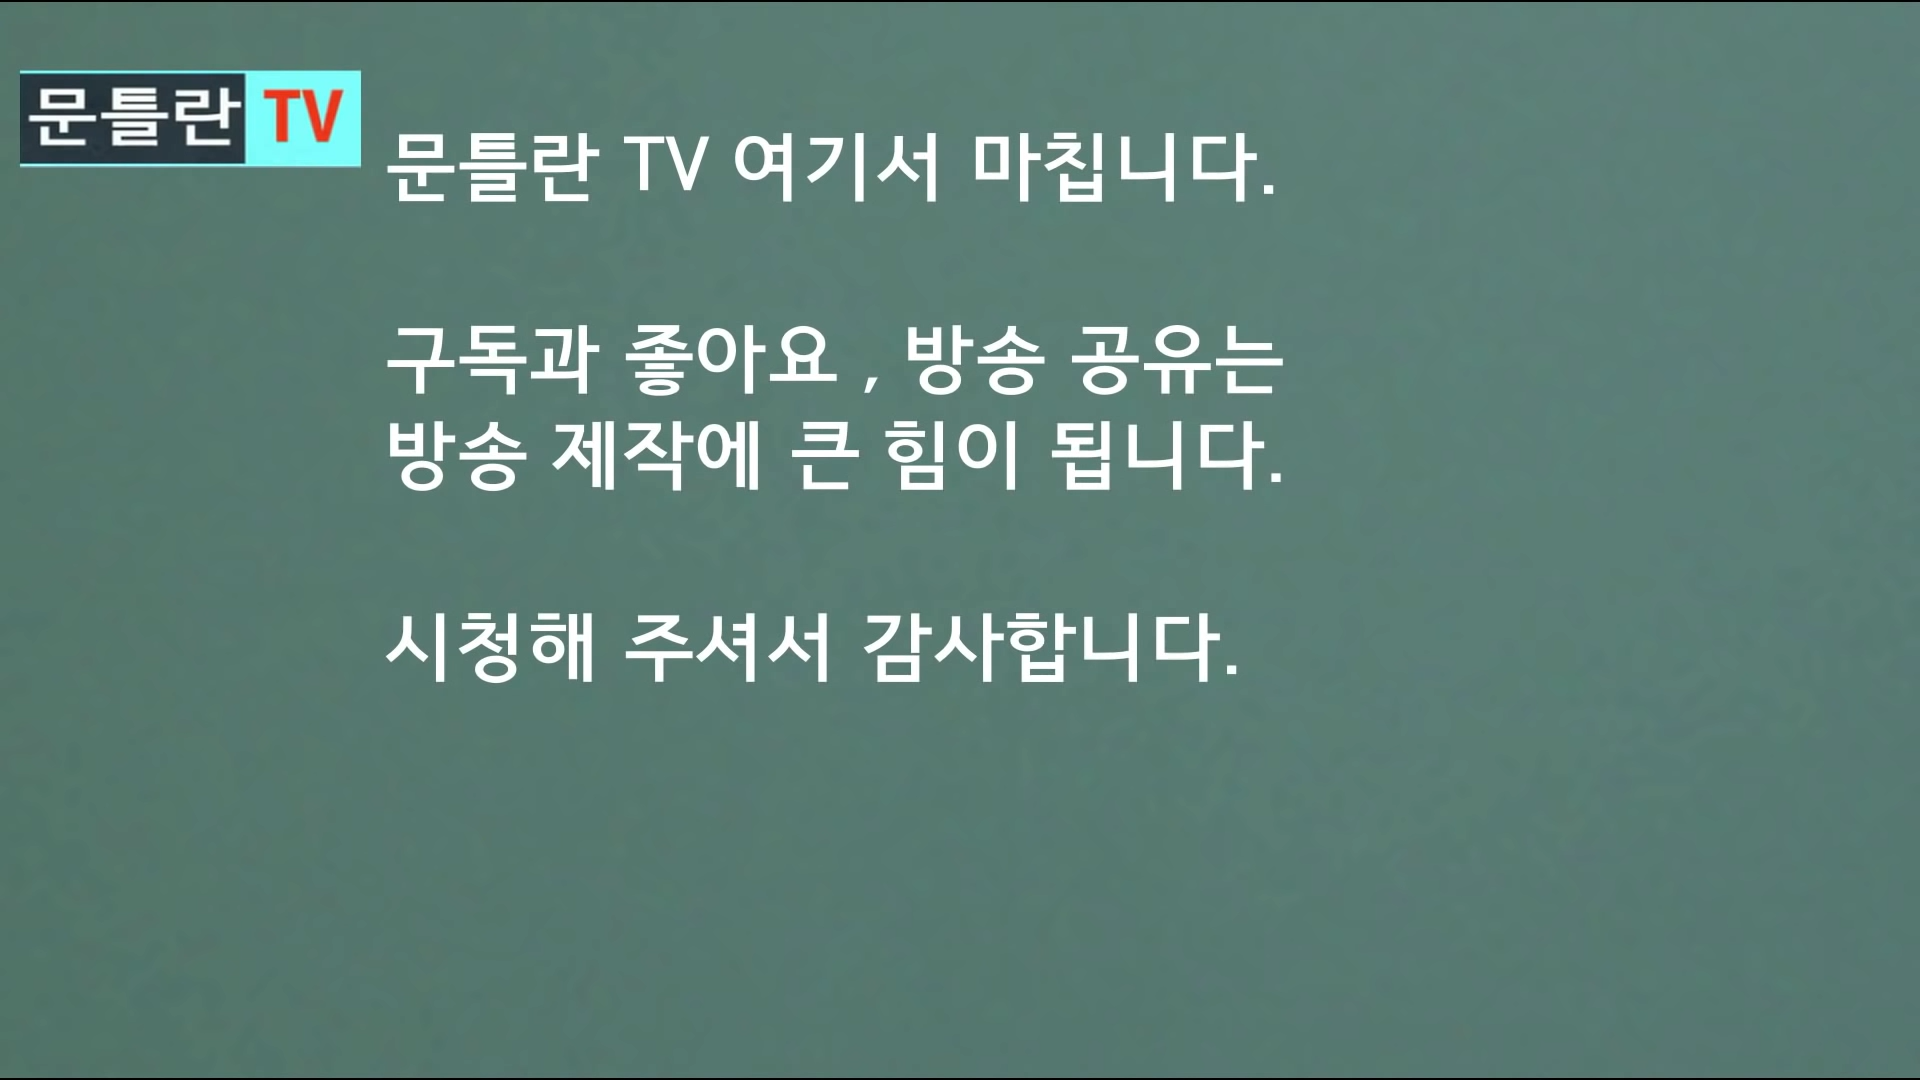 문틀란 TV
문틀란 TV 여기서 마칩니다.
구독과 좋아요 , 방송 공유는
방송 제작에 큰 힘이 됩니다.
시청해 주셔서 감사합니다.